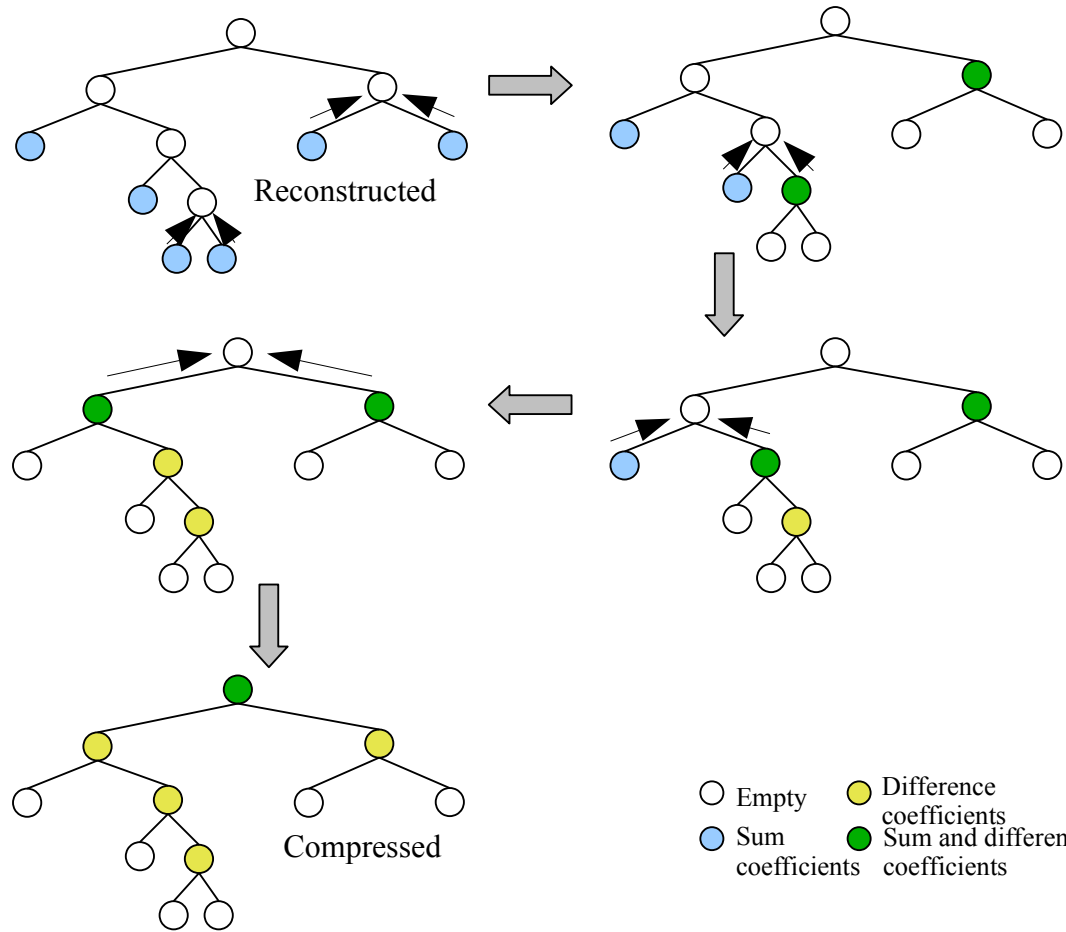 Reconstructed
Compressed
Empty
Difference
coefficients
Sum
coefficients
Sum and differen
coefficients